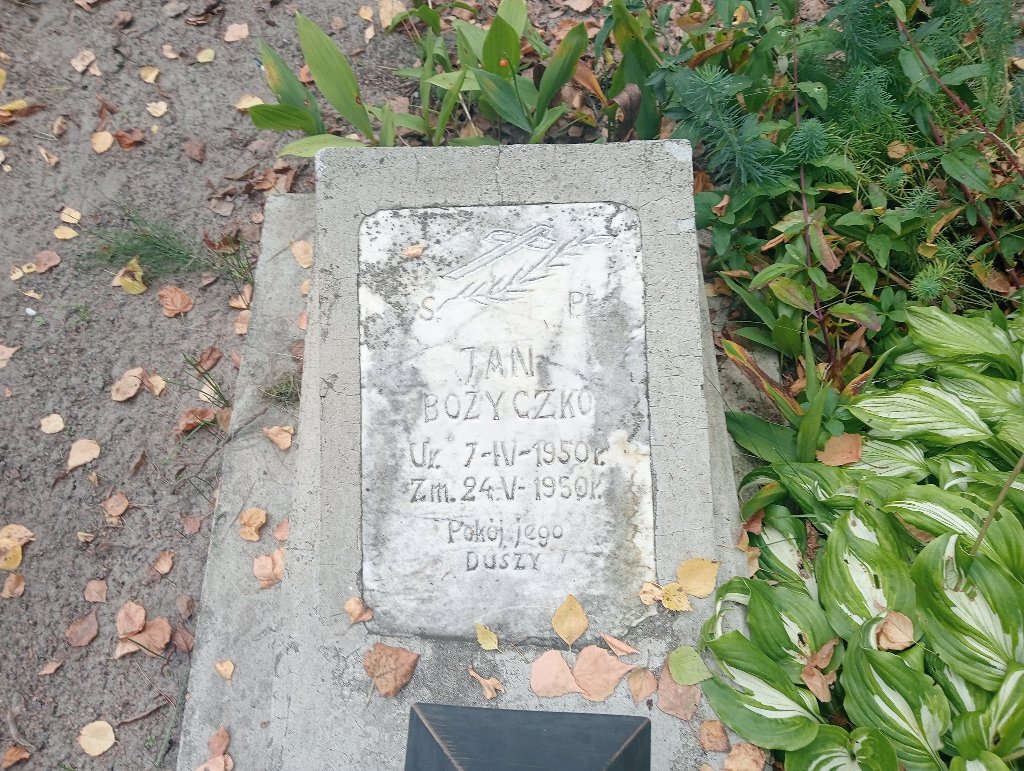 S. P.
JAN
BOŻYCZKO
Ur. 7-IV-1950r.
Zm. 24-V-1950r.
Pokój jego
DUSZY